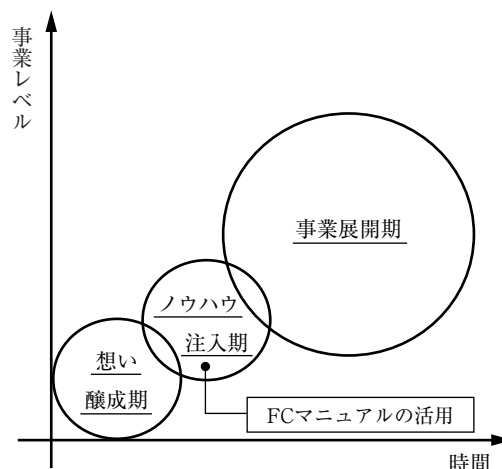 事業レベル
事業展開期
ノウハウ
注入期
想い
醸成期
FCマニュアルの活用
時間